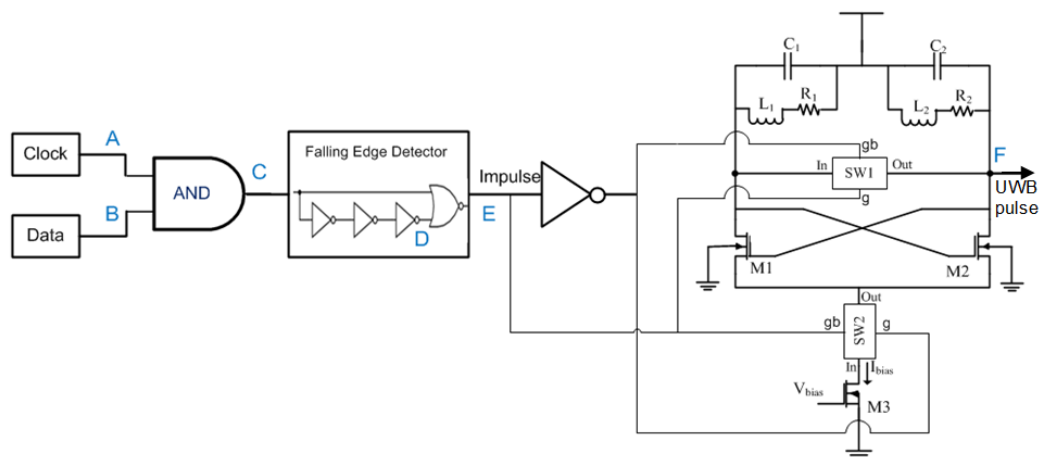 Clock
A
Data
B
AND
C
Falling Edge Detector
D
Impulse
E
C1
L1
R1
C2
L2
R2
gb
In
SW1
Out
g
F
UWB
pulse
M1
M2
Out
gb
SW2
g
In
Ibias
Vbias
M3